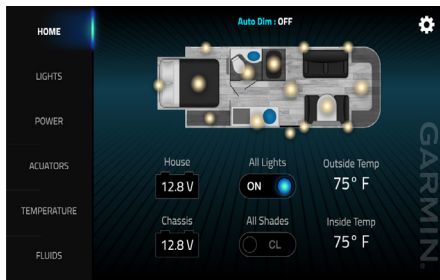 Auto Dim : OFF
HOME
LIGHTS
POWER
ACUATORS
TEMPERATURE
FLUIDS
House
All Lights
Outside Temp
12.8 V
ON
75° F
Chassis
All Shades
Inside Temp
12.8 V
CL
75° F
GARMIN.